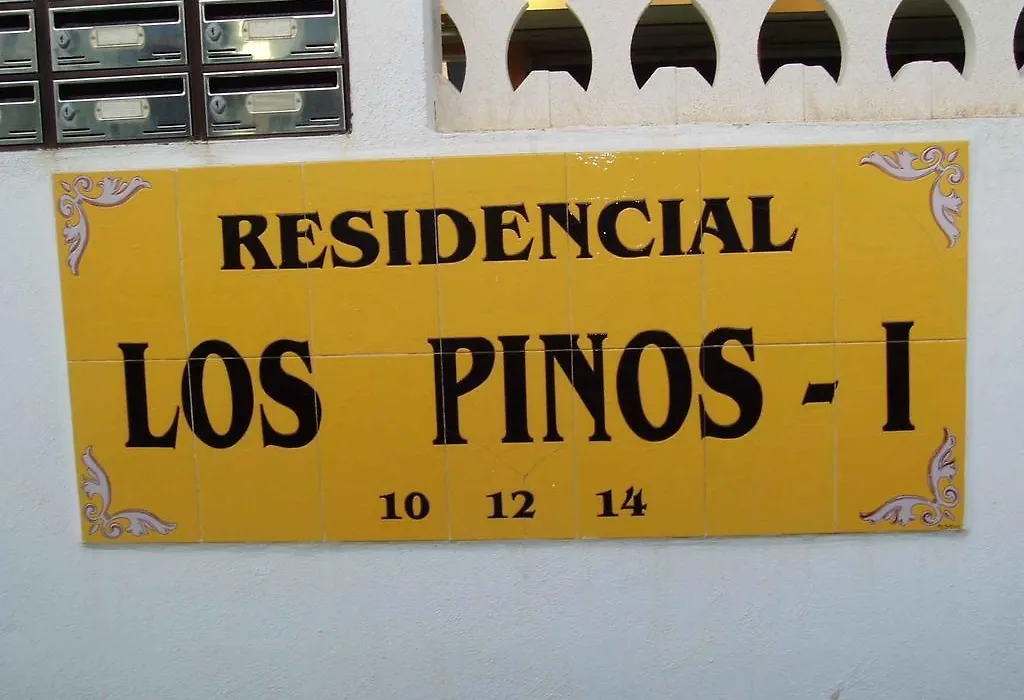 RESIDENCIAL
LOS PINOS - I
10 12 14